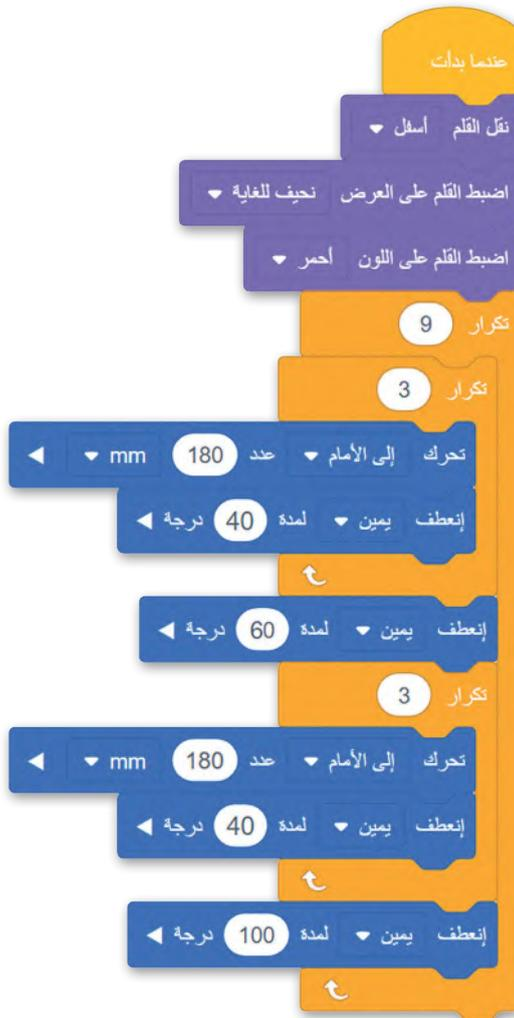 عندما بدأت
نقل القلم أسفل
اضبط القلم على العرض نحيف للغاية
اضبط القلم على اللون أحمر
تكرار 9
تكرار 3
تحرك إلى الأمام عدد 180 mm
إنعطف يمين لمدة 40 درجة
إنعطف يمين لمدة 60 درجة
تكرار 3
تحرك إلى الأمام عدد 180 mm
إنعطف يمين لمدة 40 درجة
إنعطف يمين لمدة 100 درجة